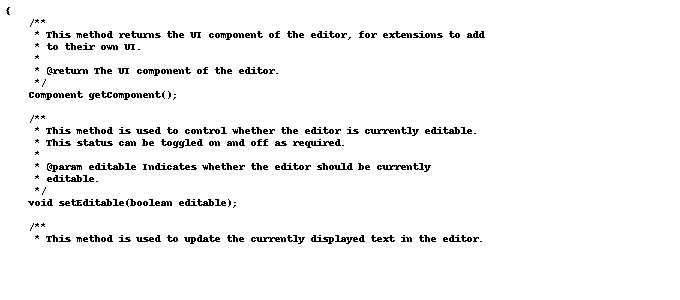 {
/**
* This method returns the UI component of the editor, for extensions to add
* to their own UI.
*
* @return The UI component of the editor.
*/
Component getComponent();
/**
* This method is used to control whether the editor is currently editable.
* This status can be toggled on and off as required.
*
* @param editable Indicates whether the editor should be currently
* editable.
*/
void setEditable(boolean editable);
/**
* This method is used to update the currently displayed text in the editor.